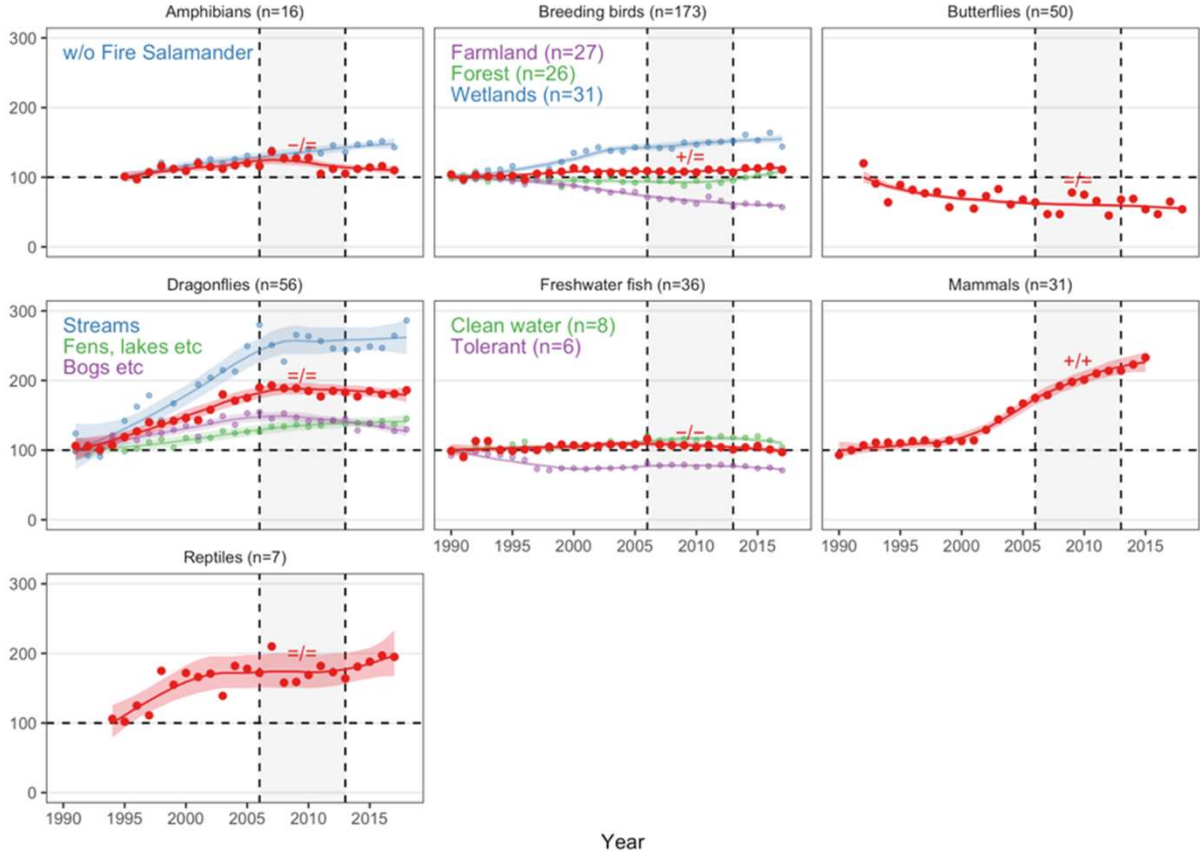 Amphibians (n=16)
Breeding birds (n=173)
Butterflies (n=50)
300
200
100
0
w/o Fire Salamander
−/=
Farmland (n=27)
Forest (n=26)
Wetlands (n=31)
+/=
=/=
Dragonflies (n=56)
Freshwater fish (n=36)
Mammals (n=31)
300
200
100
0
Streams
Fens, lakes etc
Bogs etc
=/=
Clean water (n=8)
Tolerant (n=6)
−/−
+/+
1990 1995 2000 2005 2010 2015
1990 1995 2000 2005 2010 2015
Reptiles (n=7)
300
200
100
0
=/=
1990 1995 2000 2005 2010 2015
Year